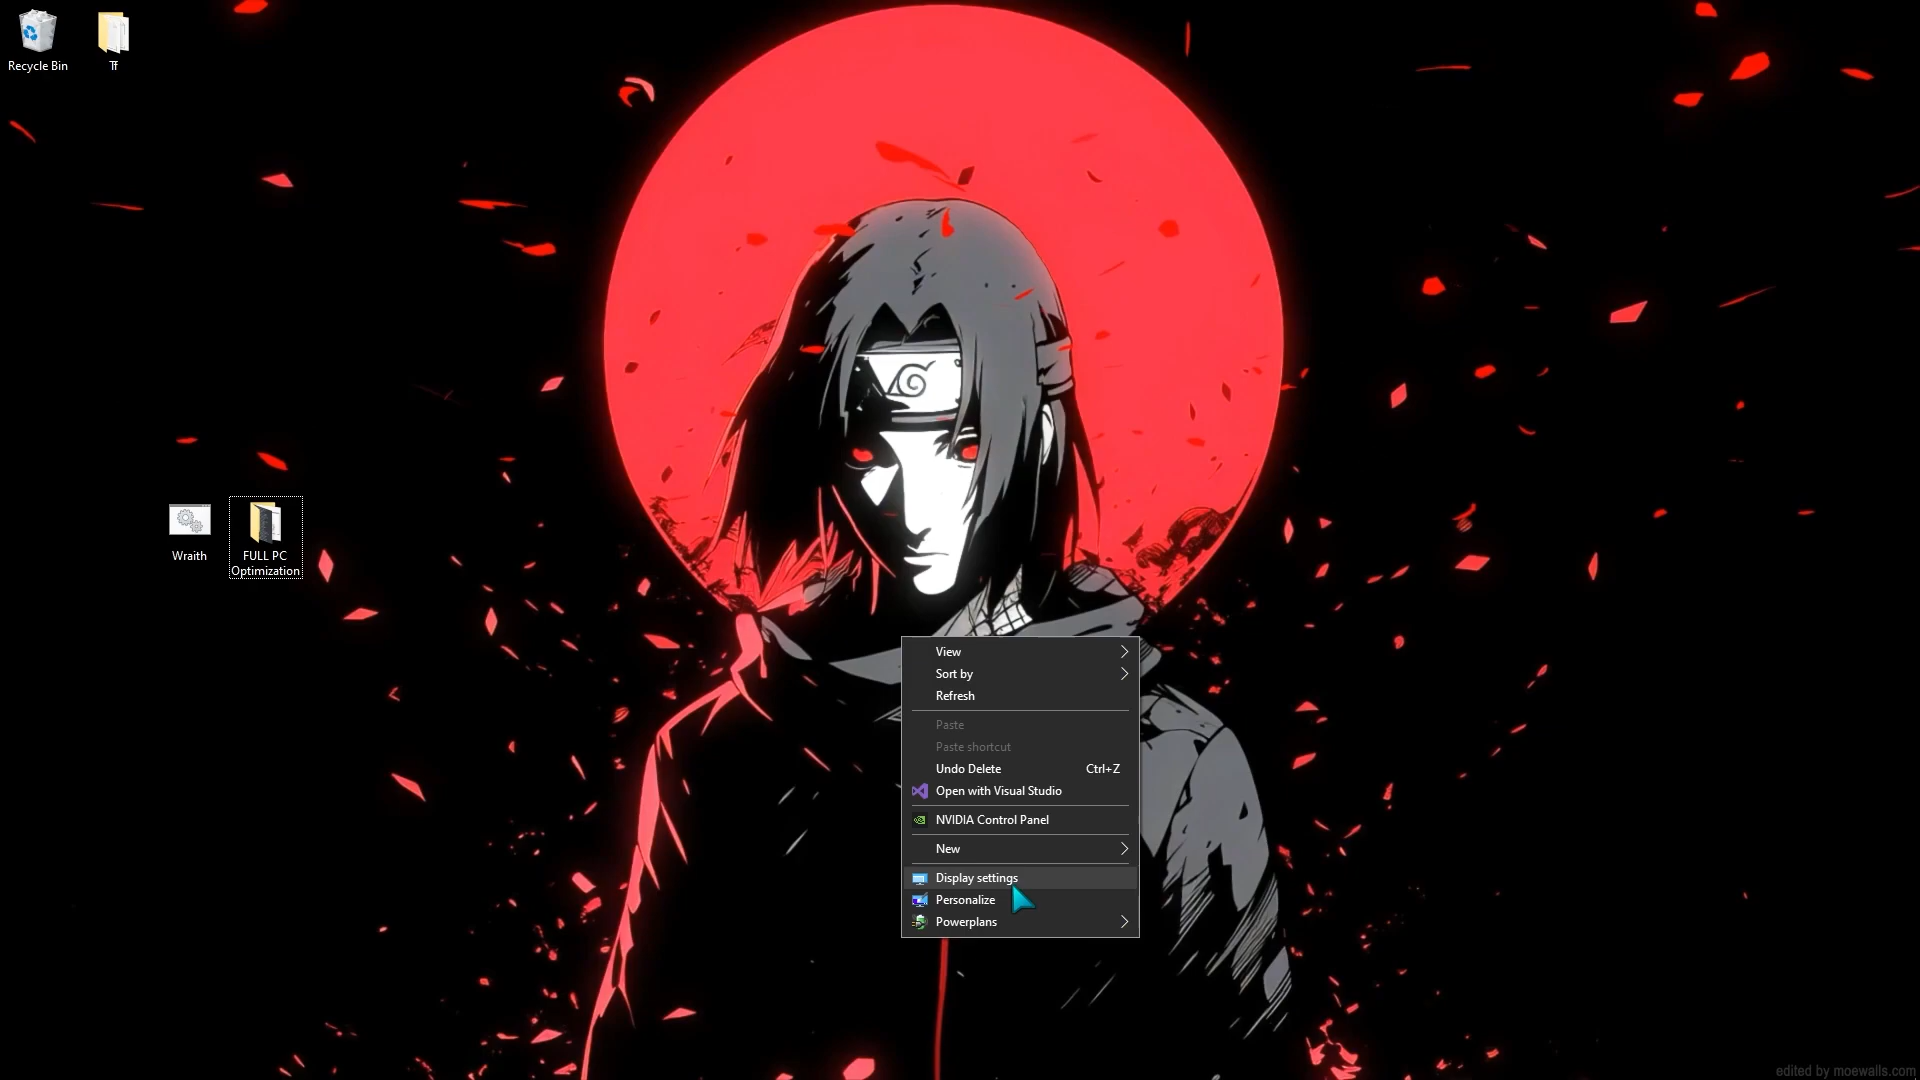 Recycle Bin
Tf
Wraith
FULL PC
Optimization
View
Sort by
Refresh
Paste
Paste shortcut
Undo Delete Ctrl+Z
Open with Visual Studio
NVIDIA Control Panel
New
Display settings
Personalize
Powerplans
edited by moewalls.com